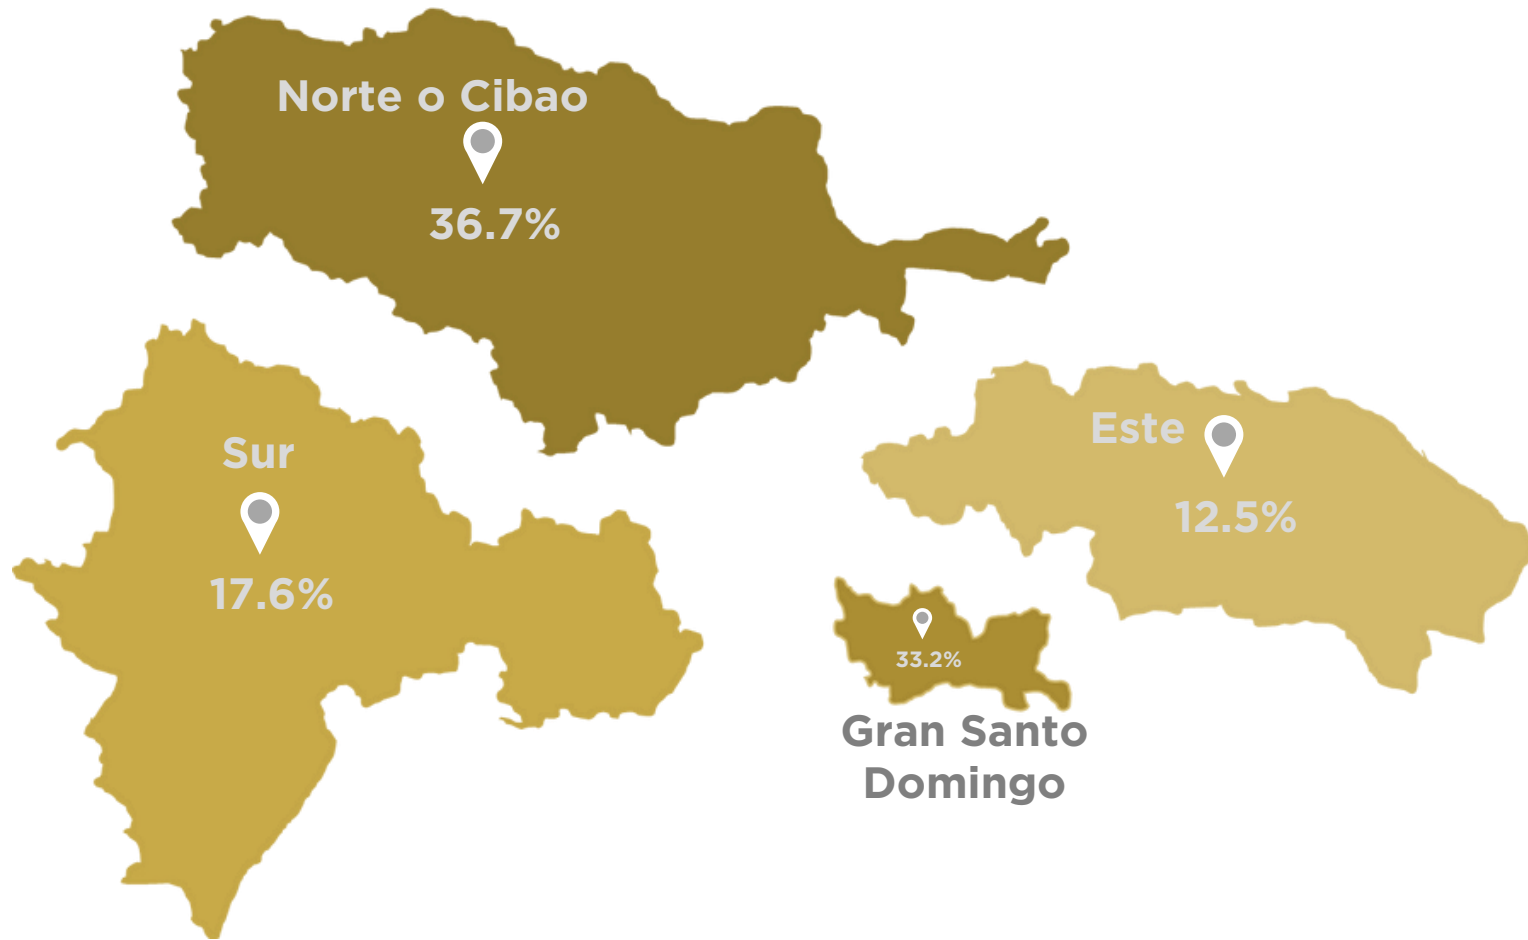 Norte o Cibao
36.7%
Sur
17.6%
Este
12.5%
33.2%
Gran Santo
Domingo